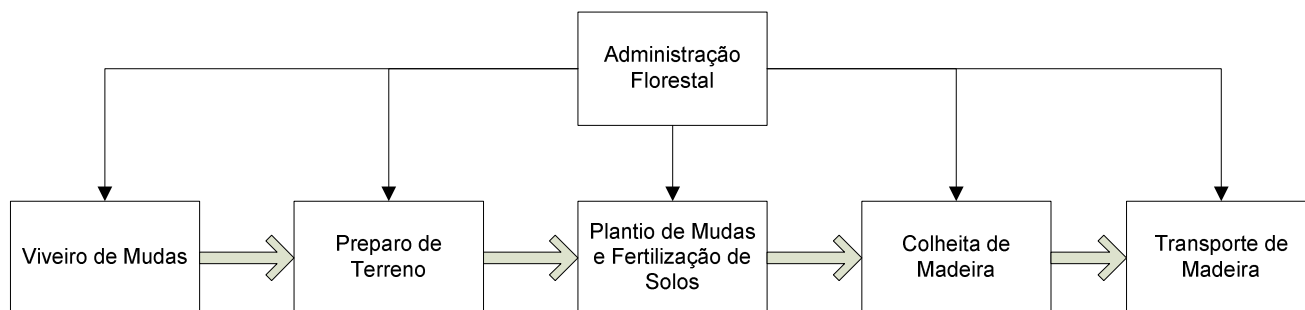 Administração
Florestal
Viveiro de Mudas
Preparo de
Terreno
Plantio de Mudas
e Fertilização de
Solos
Colheita de
Madeira
Transporte de
Madeira